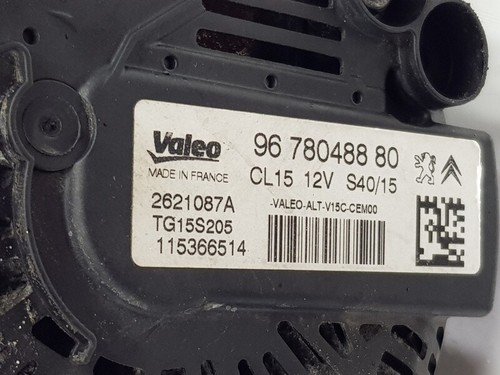 Valeo
MADE IN FRANCE
96 780488 80
CL15 12V S40/15
2621087A
TG15S205
115366514
-VALEO-ALT-V15C-CEM00